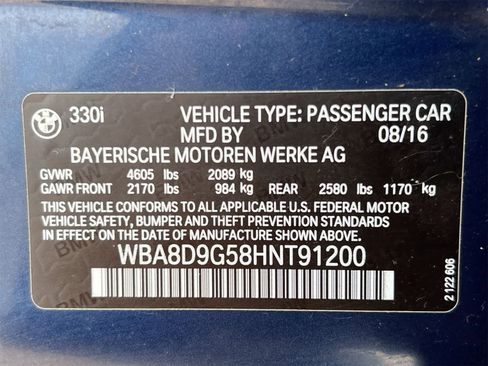 BMW 330i VEHICLE TYPE: PASSENGER CAR
MFD BY 08/16
BAYERISCHE MOTOREN WERKE AG
GVWR 4605 lbs 2089 kg
GAWR FRONT 2170 lbs 984 kg REAR 2580 lbs 1170 kg
THIS VEHICLE CONFORMS TO ALL APPLICABLE U.S. FEDERAL MOTOR
VEHICLE SAFETY, BUMPER AND THEFT PREVENTION STANDARDS
IN EFFECT ON THE DATE OF MANUFACTURE SHOWN ABOVE
WBA8D9G58HNT91200
2 122 606